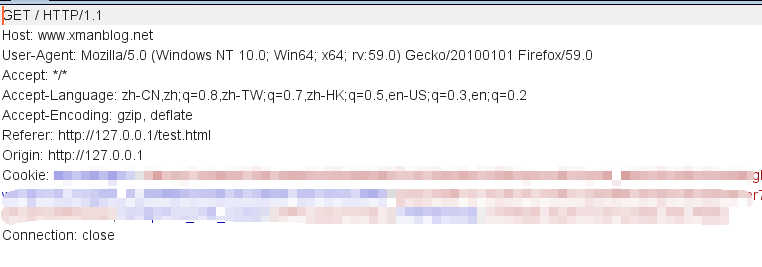 GET / HTTP/1.1
Host: www.xmanblog.net
User-Agent: Mozilla/5.0 (Windows NT 10.0; Win64; x64; rv:59.0) Gecko/20100101 Firefox/59.0
Accept: */*
Accept-Language: zh-CN,zh;q=0.8,zh-TW;q=0.7,zh-HK;q=0.5,en-US;q=0.3,en;q=0.2
Accept-Encoding: gzip, deflate
Referer: http://127.0.0.1/test.html
Origin: http://127.0.0.1
Cookie:
Connection: close